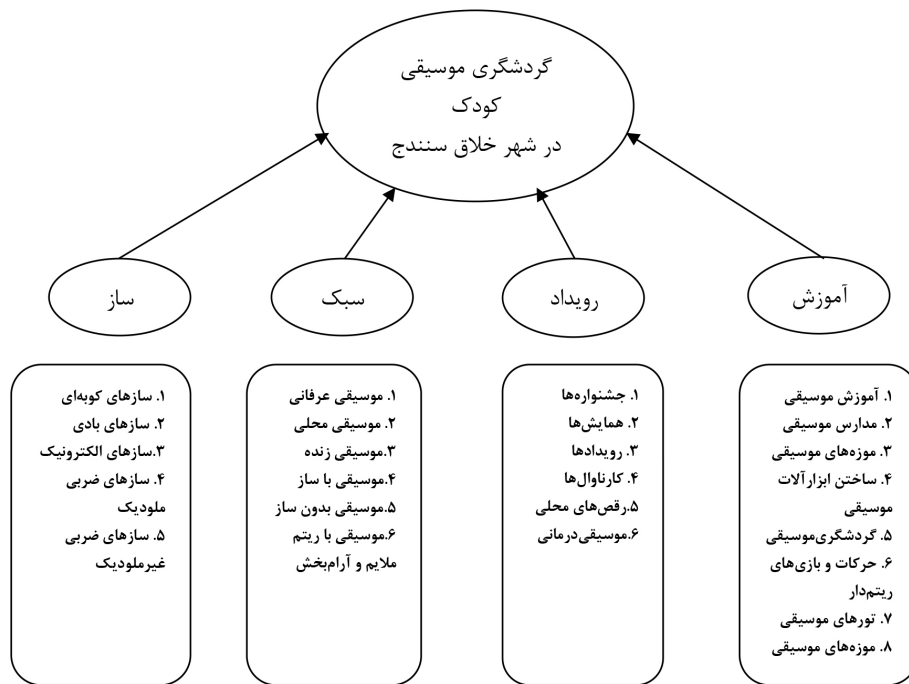 گردشگری موسیقی
کودک
در شهر خلاق سنندج
آموزش
رویداد
سبک
ساز
۱. آموزش موسیقی
۲. مدارس موسیقی
۳. موزه‌های موسیقی
۴. ساختن ابزارآلات
موسیقی
۵. گردشگری‌موسیقی
۶. حرکات و بازی‌های
ریتم‌دار
۷. تورهای موسیقی
۸. موزه‌های موسیقی
۱. جشنواره‌ها
۲. همایش‌ها
۳. رویدادها
۴. کارناوال‌ها
۵.رقص‌های محلی
۶.موسیقی‌درمانی
۱. موسیقی عرفانی
۲. موسیقی محلی
۳.موسیقی زنده
۴.موسیقی با ساز
۵.موسیقی بدون ساز
۶.موسیقی با ریتم
ملایم و آرام‌بخش
۱. سازهای کوبه‌ای
۲. سازهای بادی
۳.سازهای الکترونیک
۴. سازهای ضربی
ملودیک
۵. سازهای ضربی
غیرملودیک